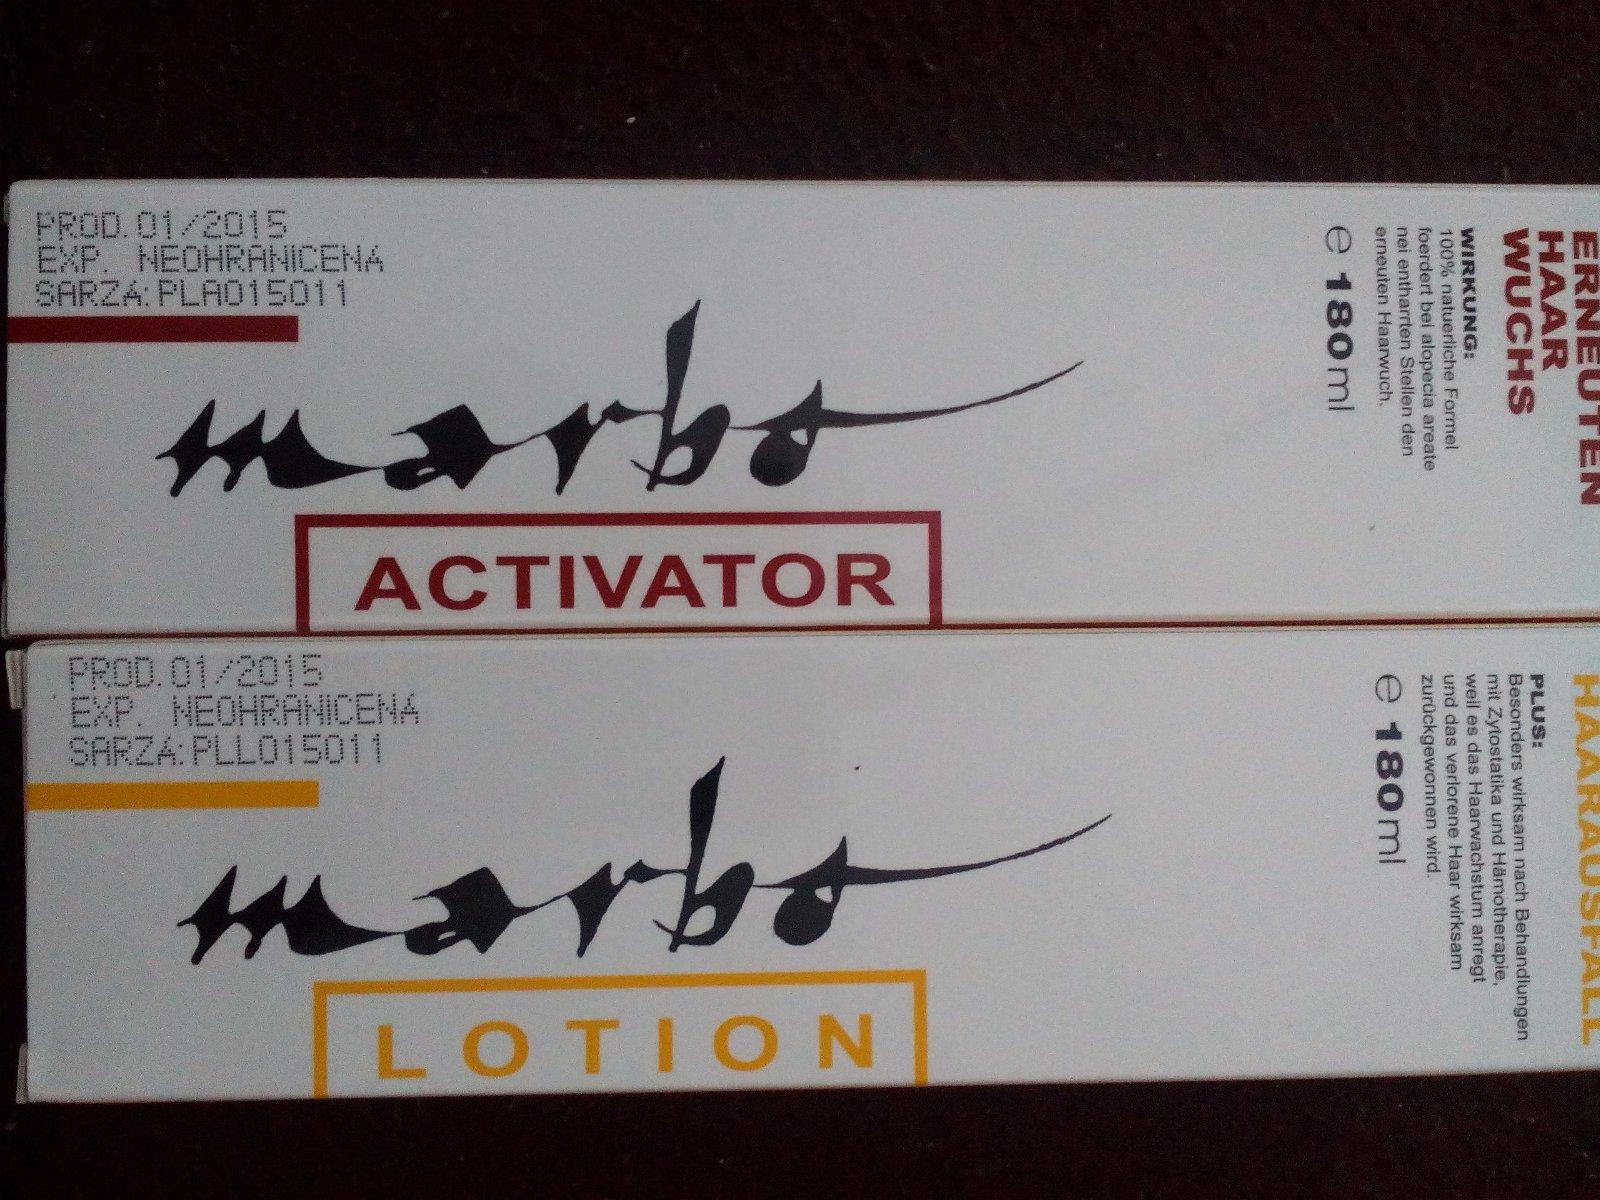 PROD.01/2015
EXP. NEOHRANICENA
SARZA:PLA015011
marbo
ACTIVATOR
ERNEUTEN
HAAR
WUCHS
WIRKUNG:
100% natuerliche Formel
foerdert bei alopecia areate
nei entharrten Stellen den
erneuten Haarwuch.
e 180ml
PROD.01/2015
EXP. NEOHRANICENA
SARZA:PLL015011
marbo
LOTION
HAARAUSFALL
PLUS:
Besonders wirksam nach Behandlungen
mit Zytostatika und Hämotherapie,
weil es das Haarwachstum anregt
und das verlorene Haar wirksam
zurückgewonnen wird.
e 180ml